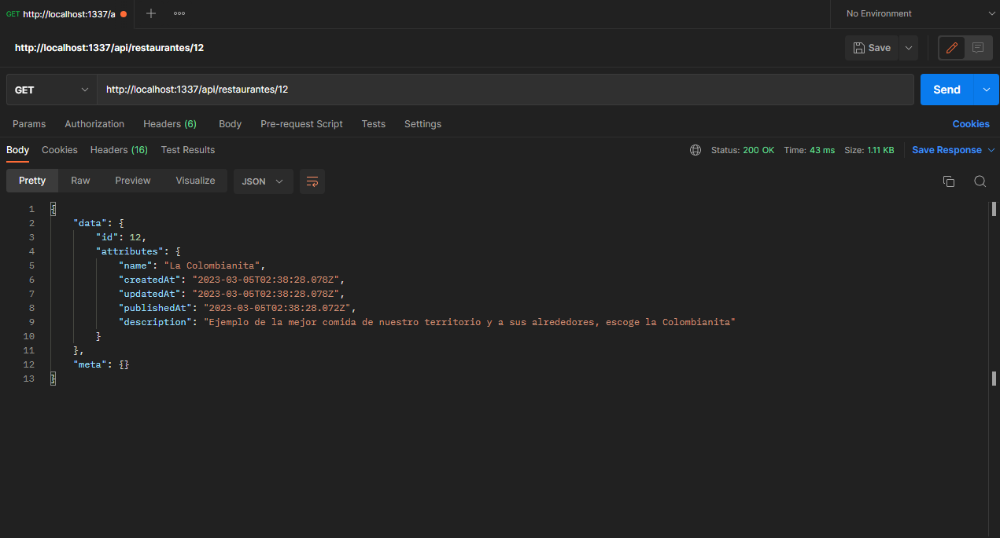 GET http://localhost:1337/a
No Environment
http://localhost:1337/api/restaurantes/12
Save
GET http://localhost:1337/api/restaurantes/12 Send
Params Authorization Headers (6) Body Pre-request Script Tests Settings Cookies
Body Cookies Headers (16) Test Results Status: 200 OK Time: 43 ms Size: 1.11 KB Save Response
Pretty Raw Preview Visualize JSON
1 {
2 "data": {
3 "id": 12,
4 "attributes": {
5 "name": "La Colombianita",
6 "createdAt": "2023-03-05T02:38:28.078Z",
7 "updatedAt": "2023-03-05T02:38:28.078Z",
8 "publishedAt": "2023-03-05T02:38:28.072Z",
9 "description": "Ejemplo de la mejor comida de nuestro territorio y a sus alrededores, escoge la Colombianita"
10 }
11 },
12 "meta": {}
13 }